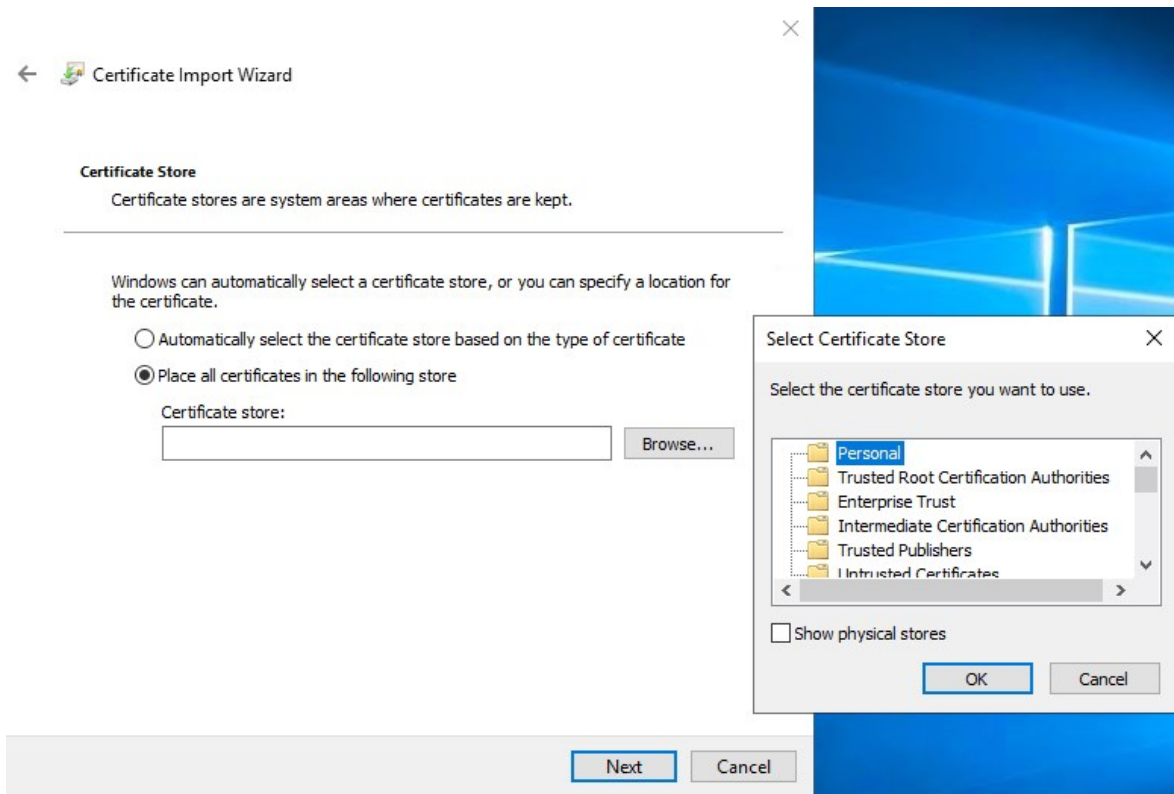 Certificate Import Wizard
Certificate Store
Certificate stores are system areas where certificates are kept.
Windows can automatically select a certificate store, or you can specify a location for
the certificate.
Automatically select the certificate store based on the type of certificate
Place all certificates in the following store
Certificate store:
Browse...
Next
Cancel
Select Certificate Store
Select the certificate store you want to use.
Personal
Trusted Root Certification Authorities
Enterprise Trust
Intermediate Certification Authorities
Trusted Publishers
Untrusted Certificates
Show physical stores
OK
Cancel